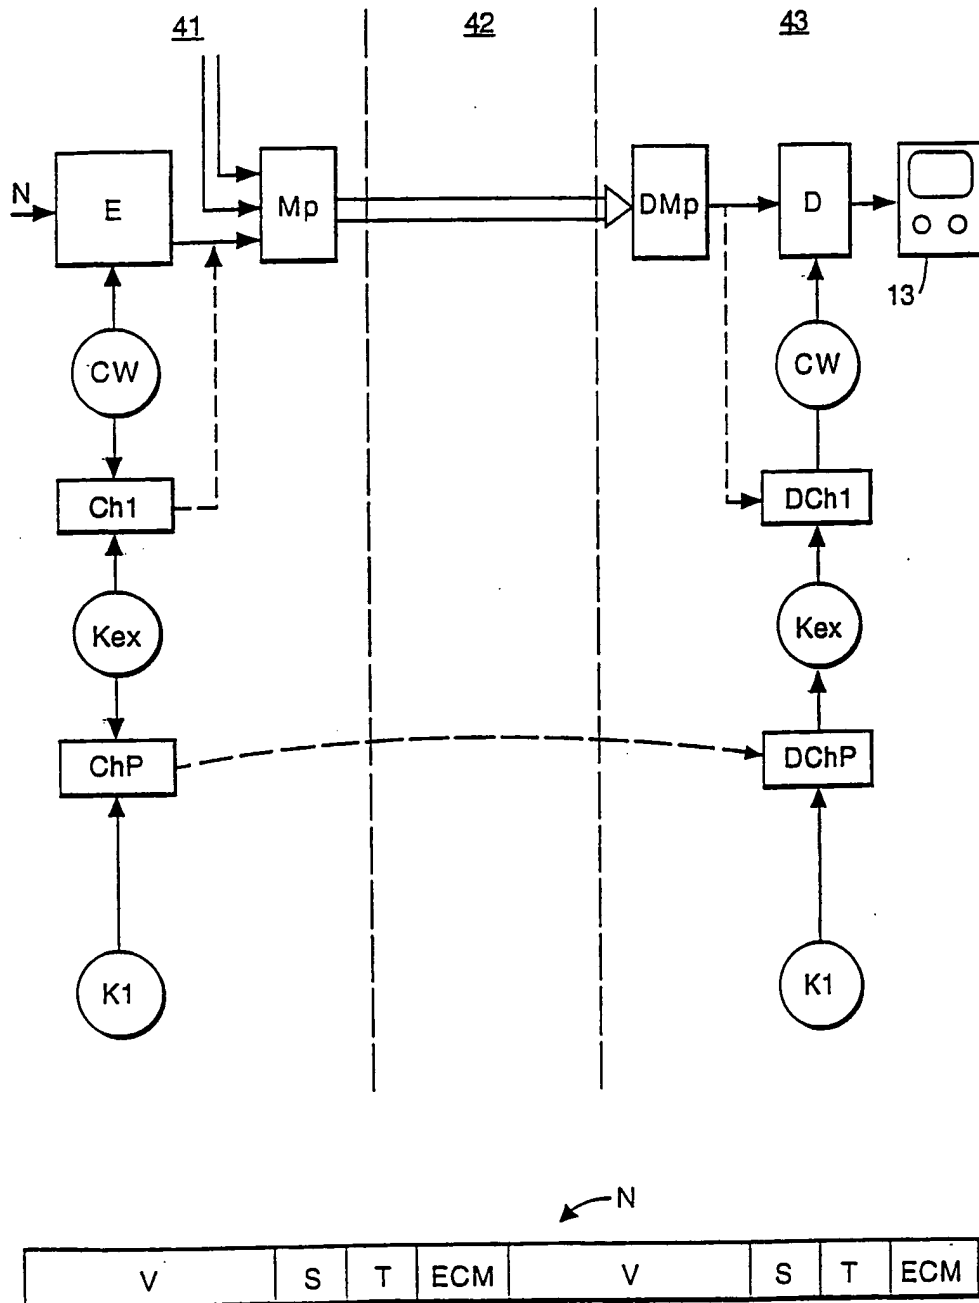 41 42 43
N E Mp DMp D
13
CW CW
Ch1 DCh1
Kex Kex
ChP DChP
K1 K1
N
V S T ECM V S T ECM